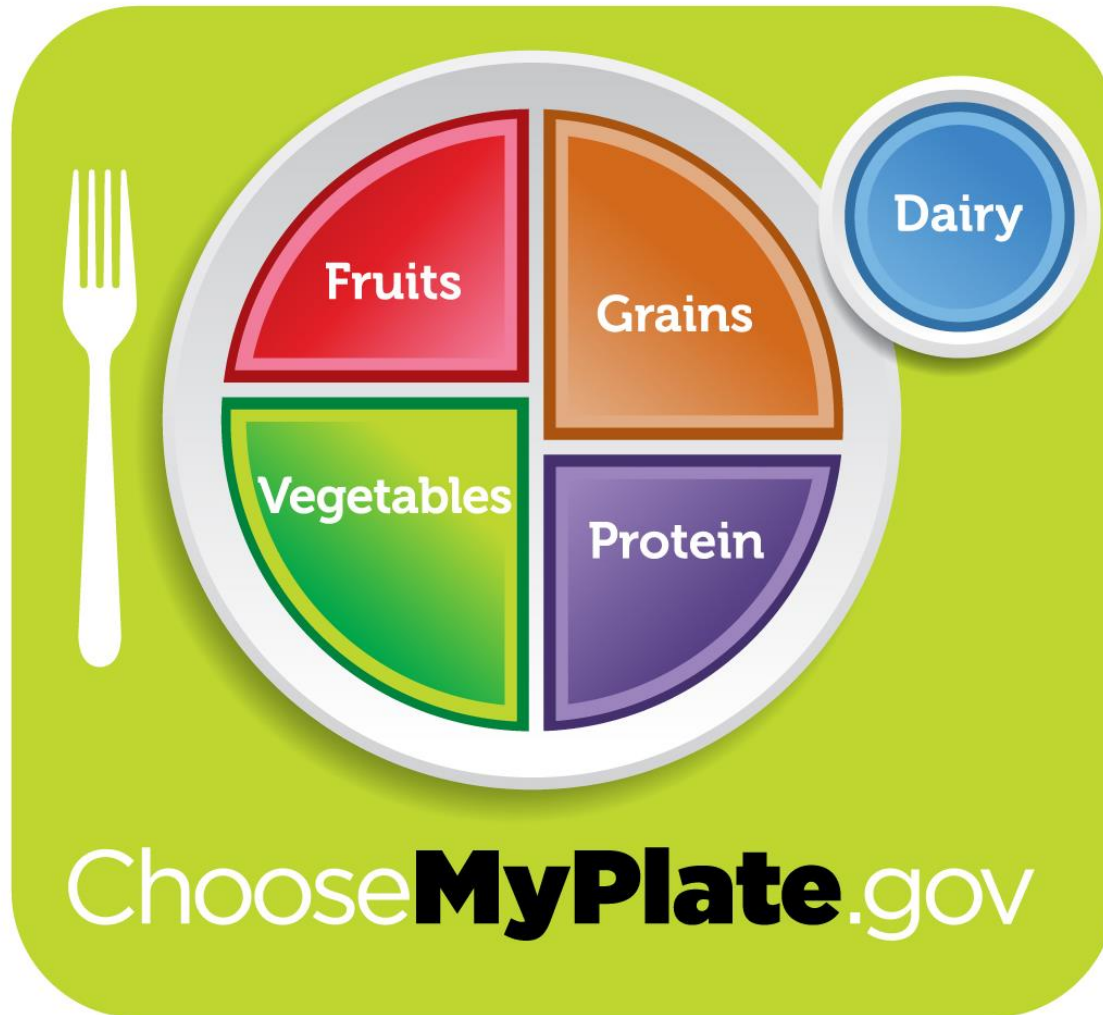 Dairy
Fruits
Grains
Vegetables
Protein
ChooseMyPlate.gov